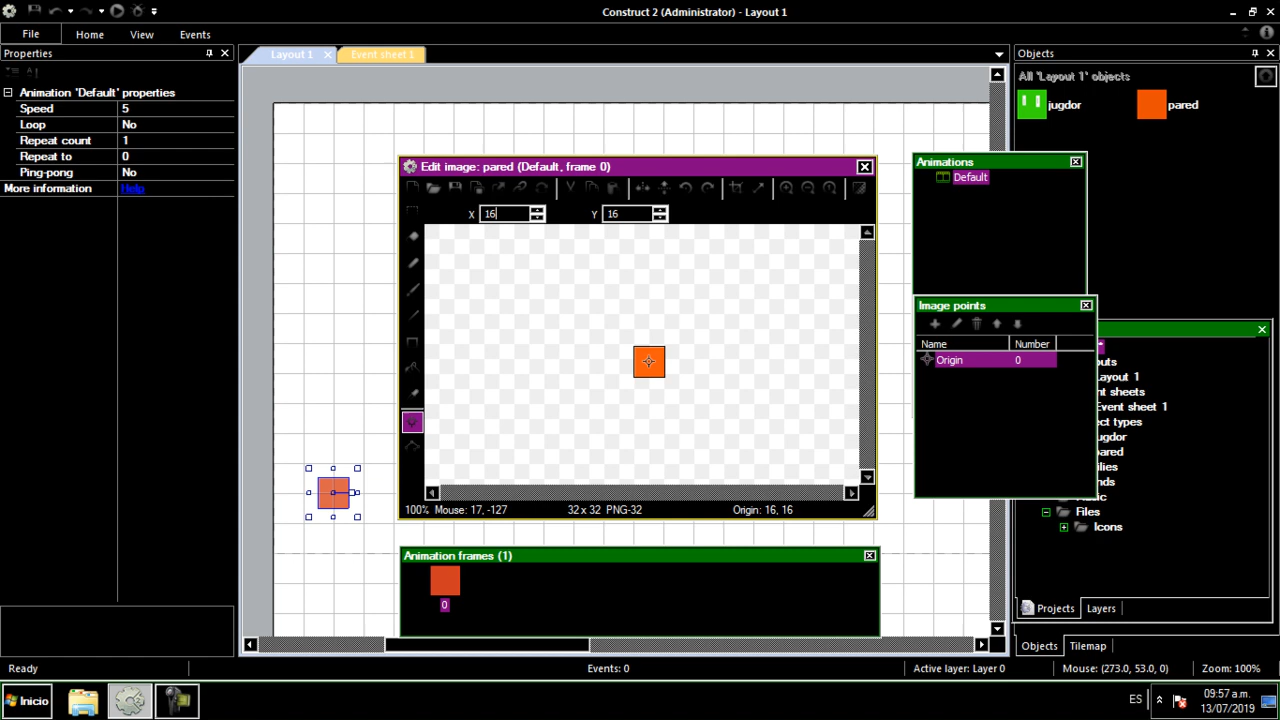 Construct 2 (Administrator) - Layout 1
File
Home
View
Events
Properties
Layout 1
Event sheet 1
Objects
Animation 'Default' properties
Speed 5
Loop No
Repeat count 1
Repeat to 0
Ping-pong No
More information Help
All 'Layout 1' objects
jugdor
pared
Edit image: pared (Default, frame 0)
X 16
Y 16
Animations
Default
Image points
Name Number
Origin 0
Layout 1
Event sheet 1
jugdor
pared
Files
Icons
100% Mouse: 17, -127 32 x 32 PNG-32 Origin: 16, 16
Animation frames (1)
0
Projects
Layers
Objects
Tilemap
Ready
Events: 0
Active layer: Layer 0
Mouse: (273.0, 53.0, 0)
Zoom: 100%
Inicio
ES
09:57 a.m.
13/07/2019